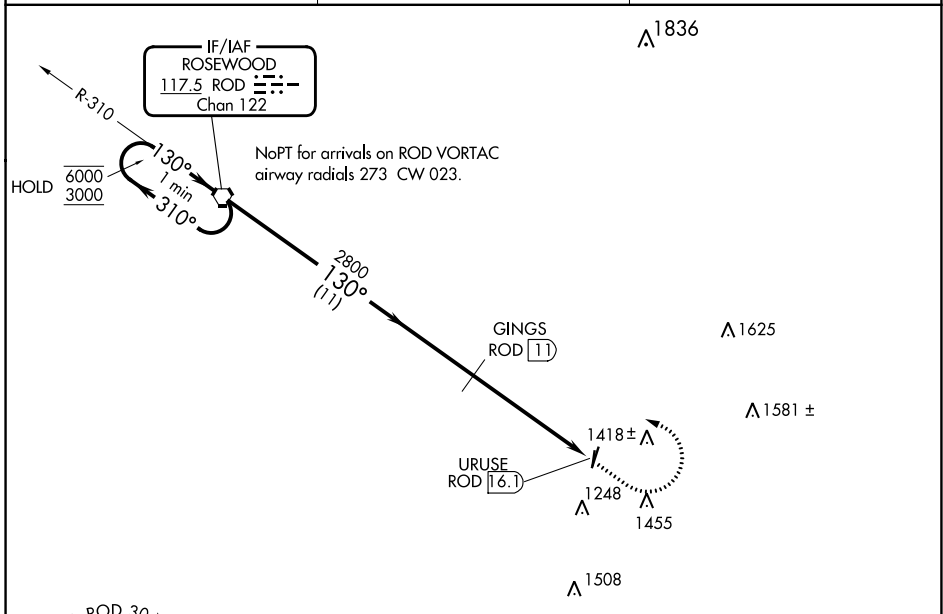 1836
IF/IAF
ROSEWOOD
117.5 ROD
Chan 122
R-310
NoPT for arrivals on ROD VORTAC
airway radials 273 CW 023.
HOLD 6000
3000
130°
1 min
310°
2800
130°
(11)
GINGS
ROD 11
1625
1581 ±
1418±
URUSE
ROD 16.1
1248
1455
1508
ROD 30